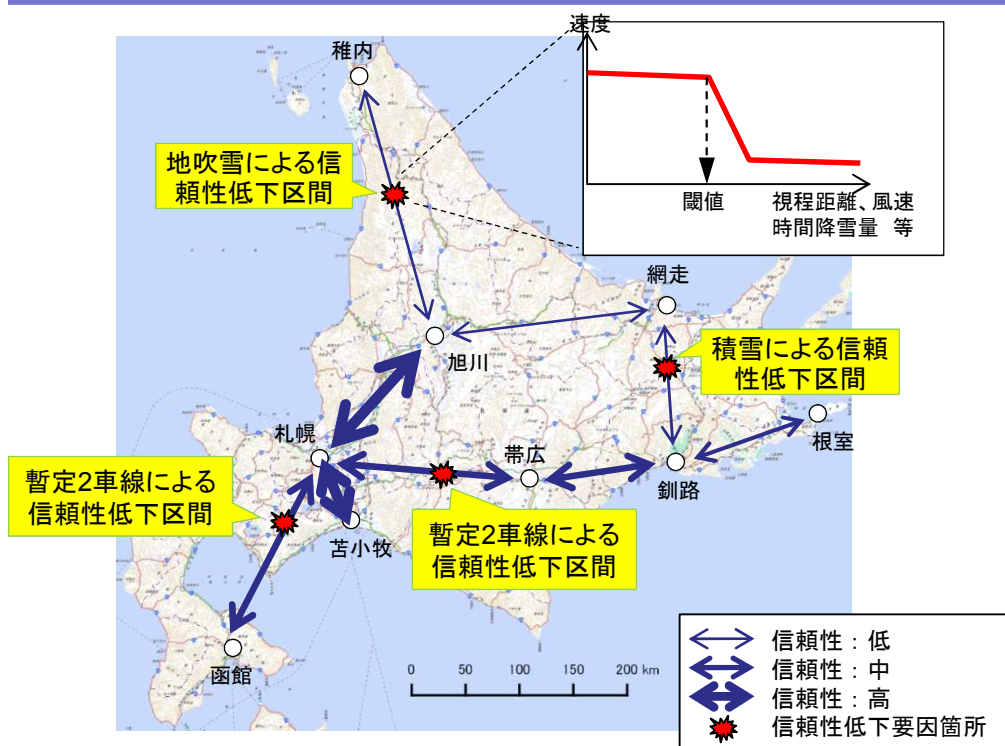 速度
閾値
視程距離、風速
時間降雪量 等
稚内
地吹雪による信
頼性低下区間
網走
積雪による信頼
性低下区間
旭川
根室
札幌
帯広
釧路
暫定2車線による
信頼性低下区間
苫小牧
暫定2車線による
信頼性低下区間
函館
0 50 100 150 200 km
信頼性：低
信頼性：中
信頼性：高
信頼性低下要因箇所